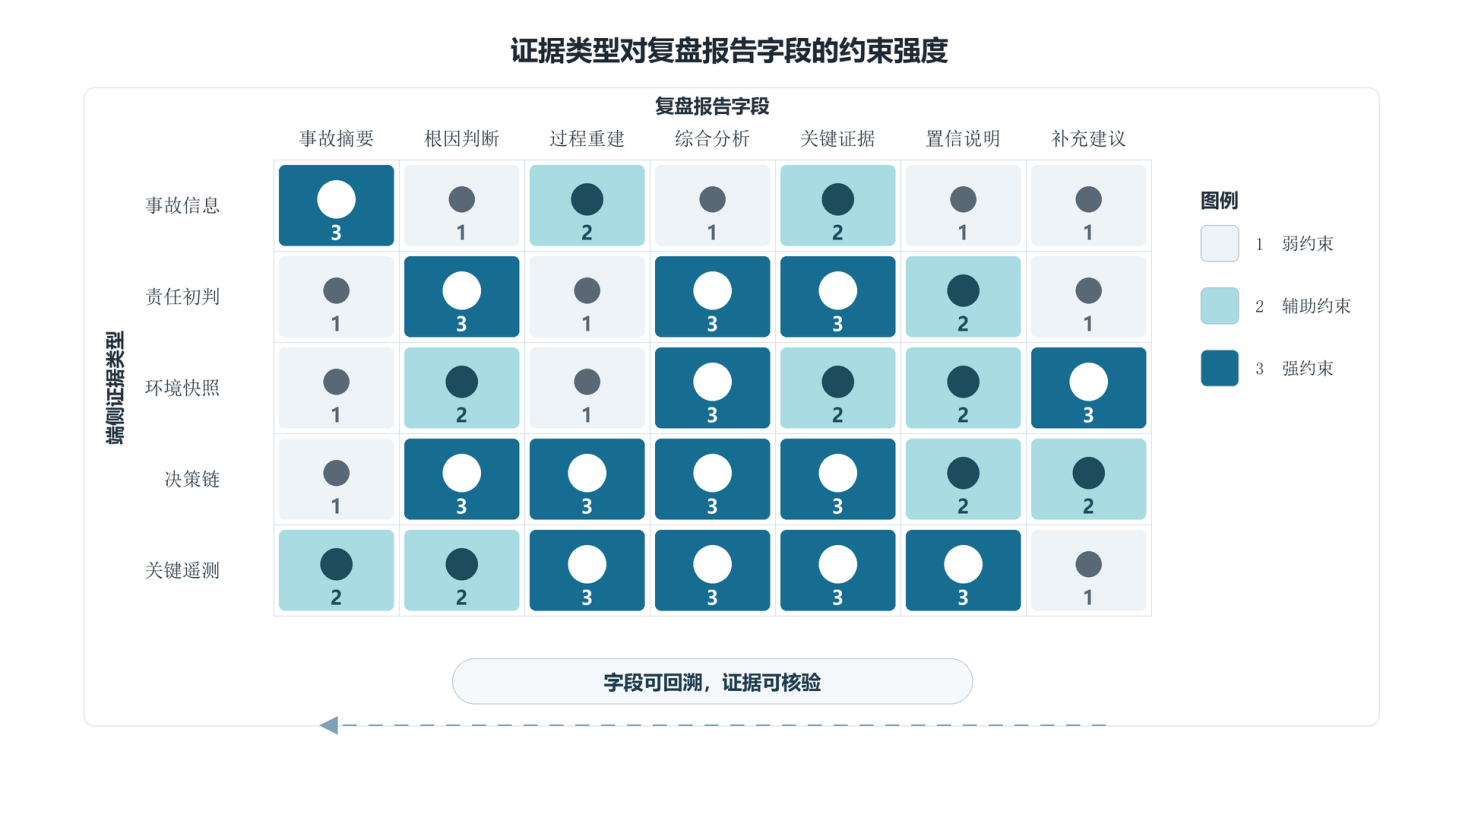 证据类型对复盘报告字段的约束强度
复盘报告字段
事故摘要 根因判断 过程重建 综合分析 关键证据 置信说明 补充建议
端侧证据类型
事故信息 3 1 2 1 2 1 1
责任初判 1 3 1 3 3 2 1
环境快照 1 2 1 3 2 2 3
决策链 1 3 3 3 3 2 2
关键遥测 2 2 3 3 3 3 1
图例
1 弱约束
2 辅助约束
3 强约束
字段可回溯，证据可核验